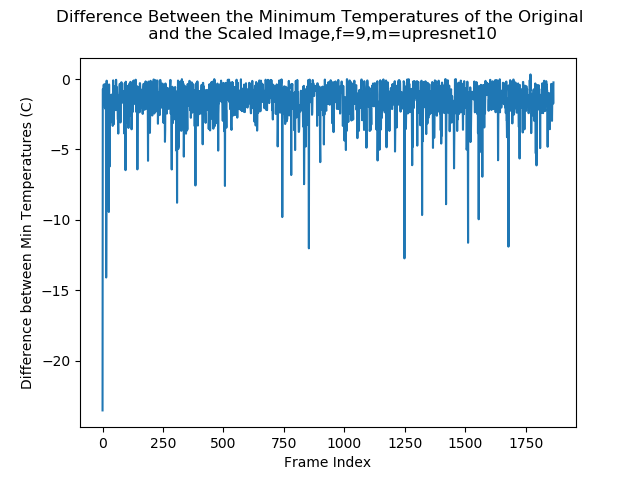 Difference Between the Minimum Temperatures of the Original
and the Scaled Image,f=9,m=upresnet10
Difference between Min Temperatures (C)
0
−5
−10
−15
−20
0 250 500 750 1000 1250 1500 1750
Frame Index